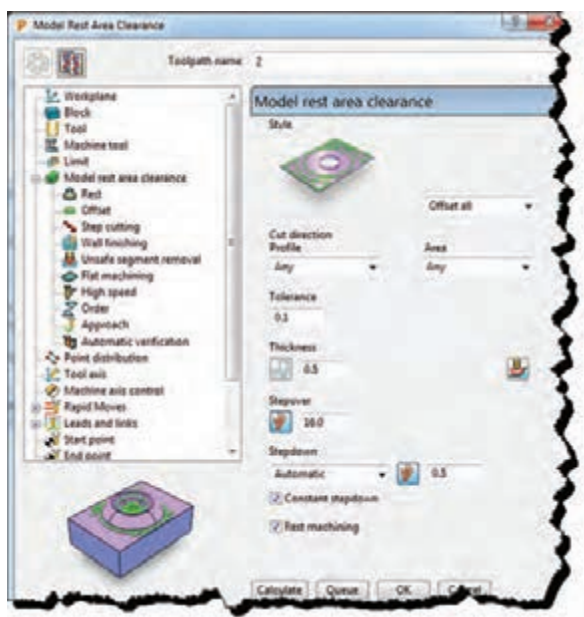 Model Rest Area Clearance
Toolpath name 2
Workplane
Block
Tool
Machine tool
Limit
Model rest area clearance
Rest
Offset
Step cutting
Wall finishing
Unsafe segment removal
Flat machining
High speed
Order
Approach
Automatic verification
Point distribution
Tool axis
Machine axis control
Rapid Moves
Leads and links
Start point
End point
Model rest area clearance
Style
Offset all
Cut direction
Profile Area
Any Any
Tolerance
0.1
Thickness
0.5
Stepover
10.0
Stepdown
Automatic 0.5
Constant stepdown
Rest machining
Calculate Queue OK Cancel